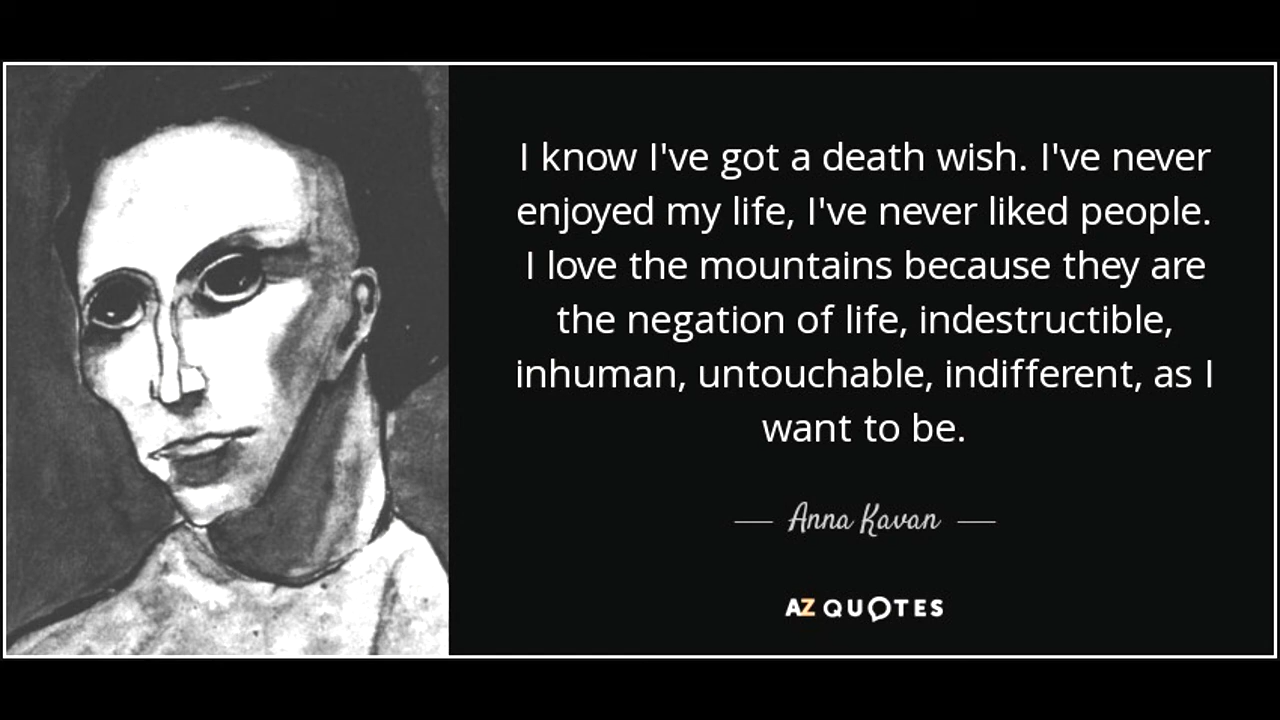 I know I've got a death wish. I've never
enjoyed my life, I've never liked people.
I love the mountains because they are
the negation of life, indestructible,
inhuman, untouchable, indifferent, as I
want to be.
Anna Kavan
AZ QUOTES